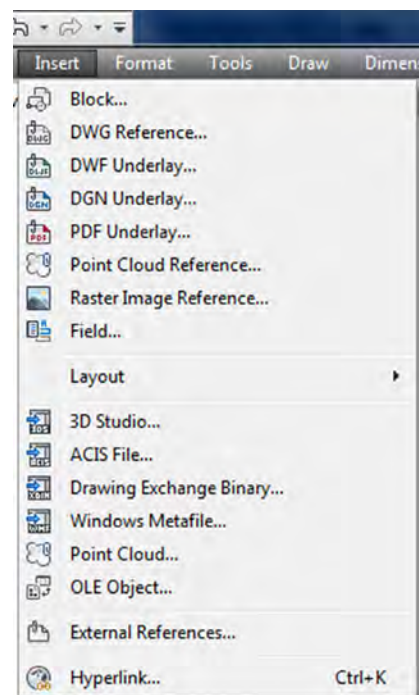 Insert Format Tools Draw Dimens
Block...
DWG Reference...
DWF Underlay...
DGN Underlay...
PDF Underlay...
Point Cloud Reference...
Raster Image Reference...
Field...
Layout
3D Studio...
ACIS File...
Drawing Exchange Binary...
Windows Metafile...
Point Cloud...
OLE Object...
External References...
Hyperlink... Ctrl+K